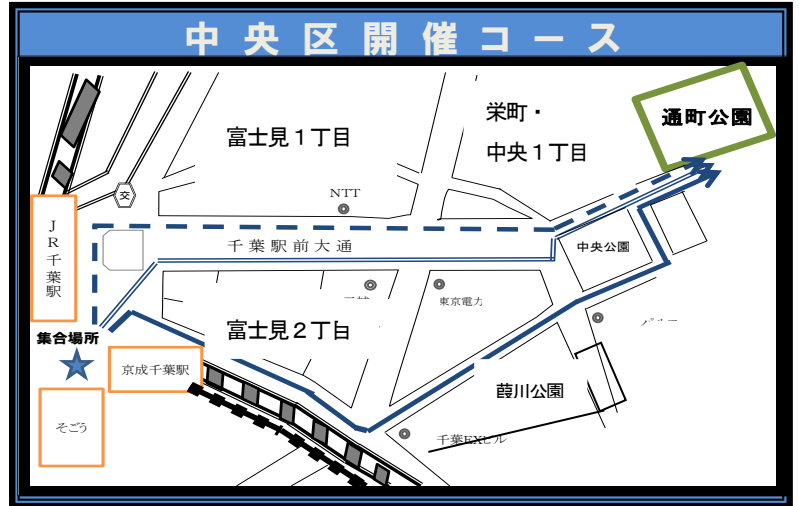 中央区開催コース
栄町・
中央１丁目
通町公園
富士見１丁目
交
NTT
JR千葉駅
千葉駅前大通
中央公園
東京電力
富士見２丁目
集合場所
京成千葉駅
葭川公園
そごう
千葉EXビル